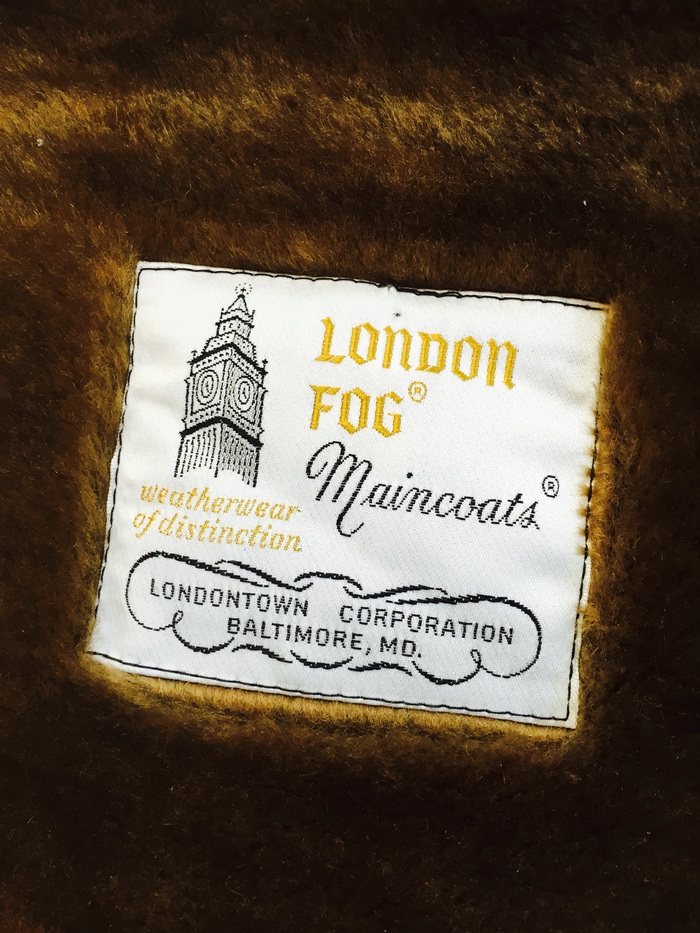 LONDON
FOG®
Maincoats®
weatherwear
of distinction
LONDONTOWN CORPORATION
BALTIMORE, MD.